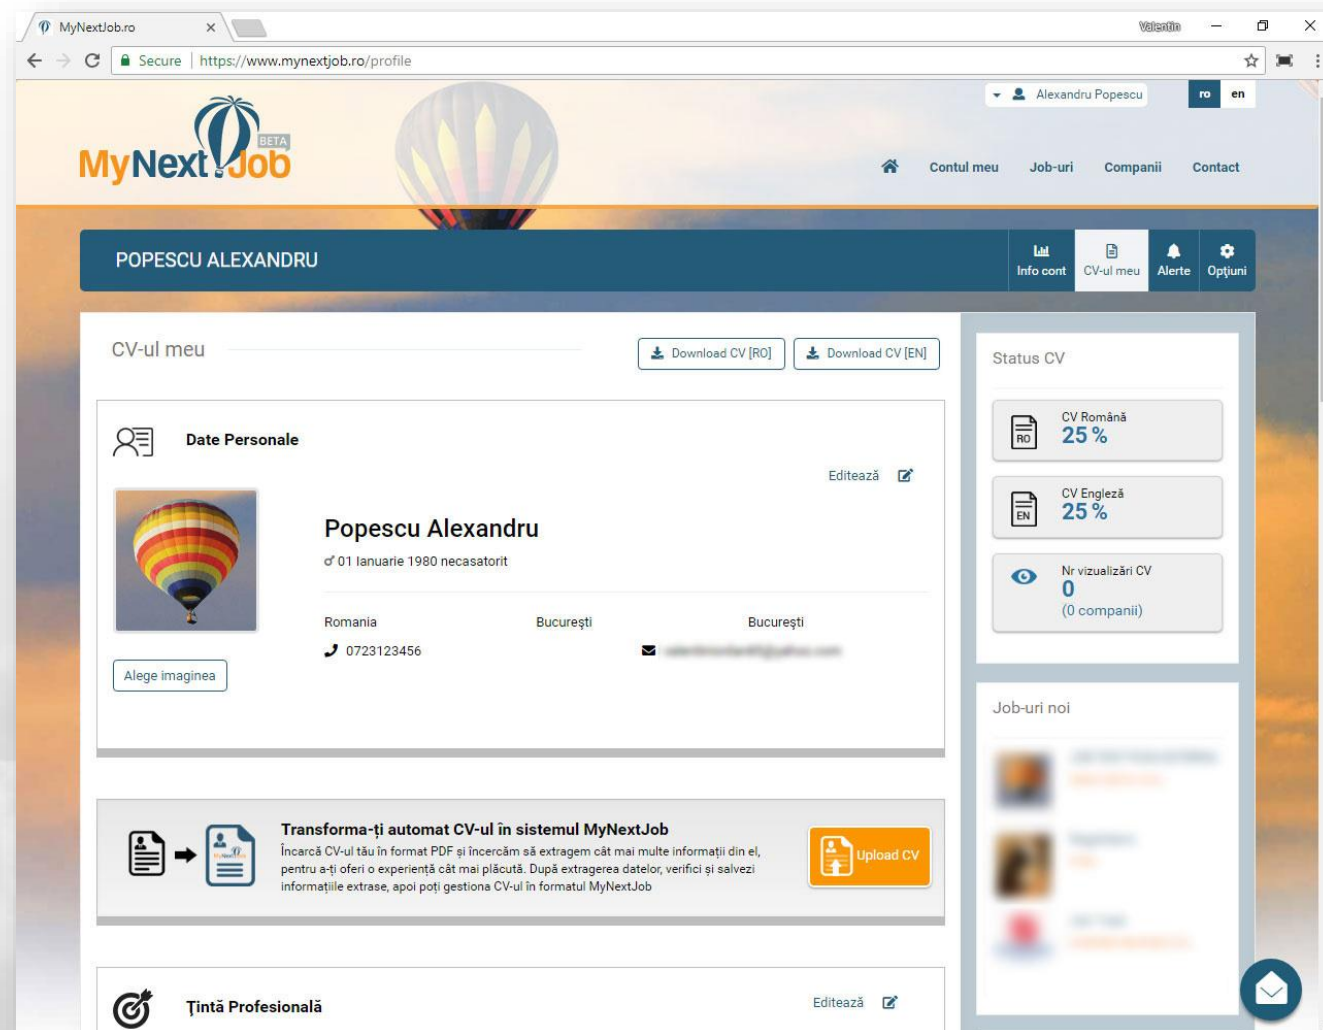 MyNextJob.ro
Valentin
Secure
https://www.mynextjob.ro/profile
Alexandru Popescu
ro
en
MyNextJob
BETA
Contul meu
Job-uri
Companii
Contact
POPESCU ALEXANDRU
Info cont
CV-ul meu
Alerte
Opțiuni
CV-ul meu
Download CV [RO]
Download CV [EN]
Date Personale
Editează
Popescu Alexandru
01 Ianuarie 1980 necasatorit
Romania
București
București
0723123456
Alege imaginea
Transforma-ți automat CV-ul în sistemul MyNextJob
Încarcă CV-ul tău în format PDF și încercăm să extragem cât mai multe informații din el,
pentru a-ți oferi o experiență cât mai plăcută. După extragerea datelor, verifici și salvezi
informațiile extrase, apoi poți gestiona CV-ul în formatul MyNextJob
Upload CV
Țintă Profesională
Editează
Status CV
RO
CV Română
25 %
EN
CV Engleză
25 %
Nr vizualizări CV
0
(0 companii)
Job-uri noi